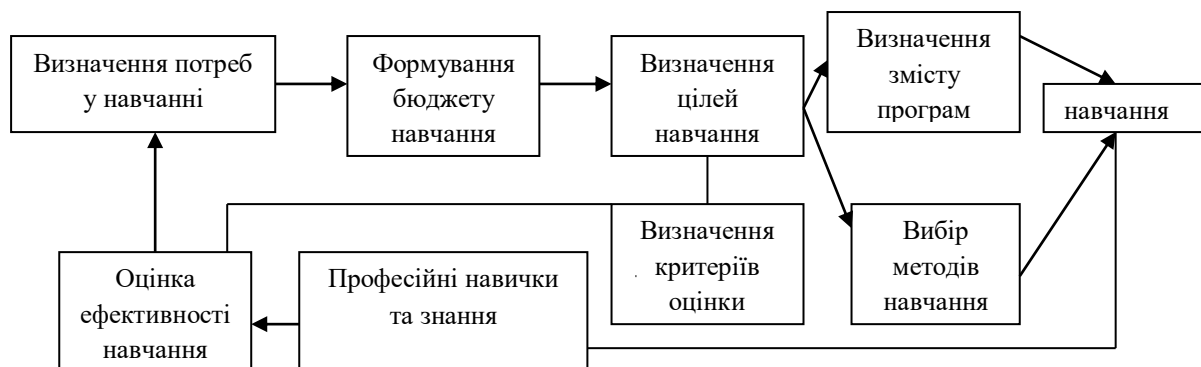 Визначення потреб
у навчанні
Формування
бюджету
навчання
Визначення
цілей
навчання
Визначення
змісту
програм
навчання
Визначення
критеріїв
оцінки
Вибір
методів
навчання
Оцінка
ефективності
навчання
Професійні навички
та знання